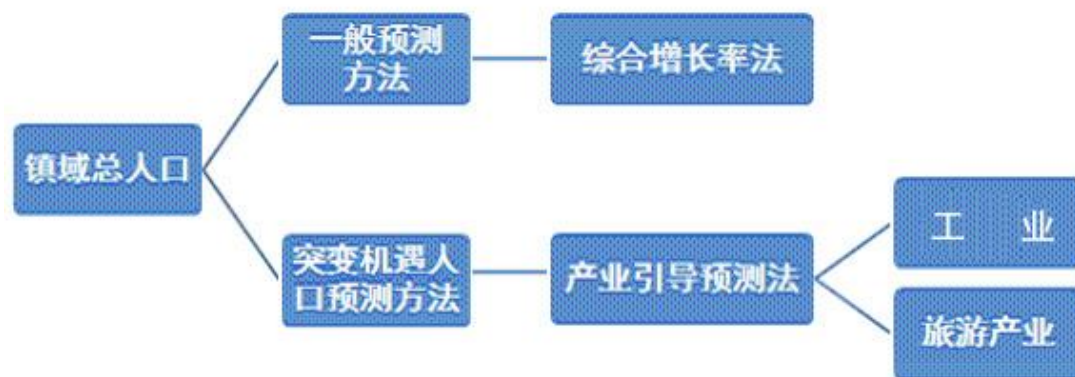 一般预测
方法
综合增长率法
镇域总人口
突变机遇人
口预测方法
产业引导预测法
工 业
旅游产业